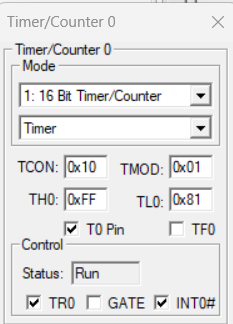 Timer/Counter 0
Timer/Counter 0
Mode
1: 16 Bit Timer/Counter
Timer
TCON: 0x10 TMOD: 0x01
TH0: 0xFF TL0: 0x81
T0 Pin TF0
Control
Status: Run
TR0 GATE INT0#